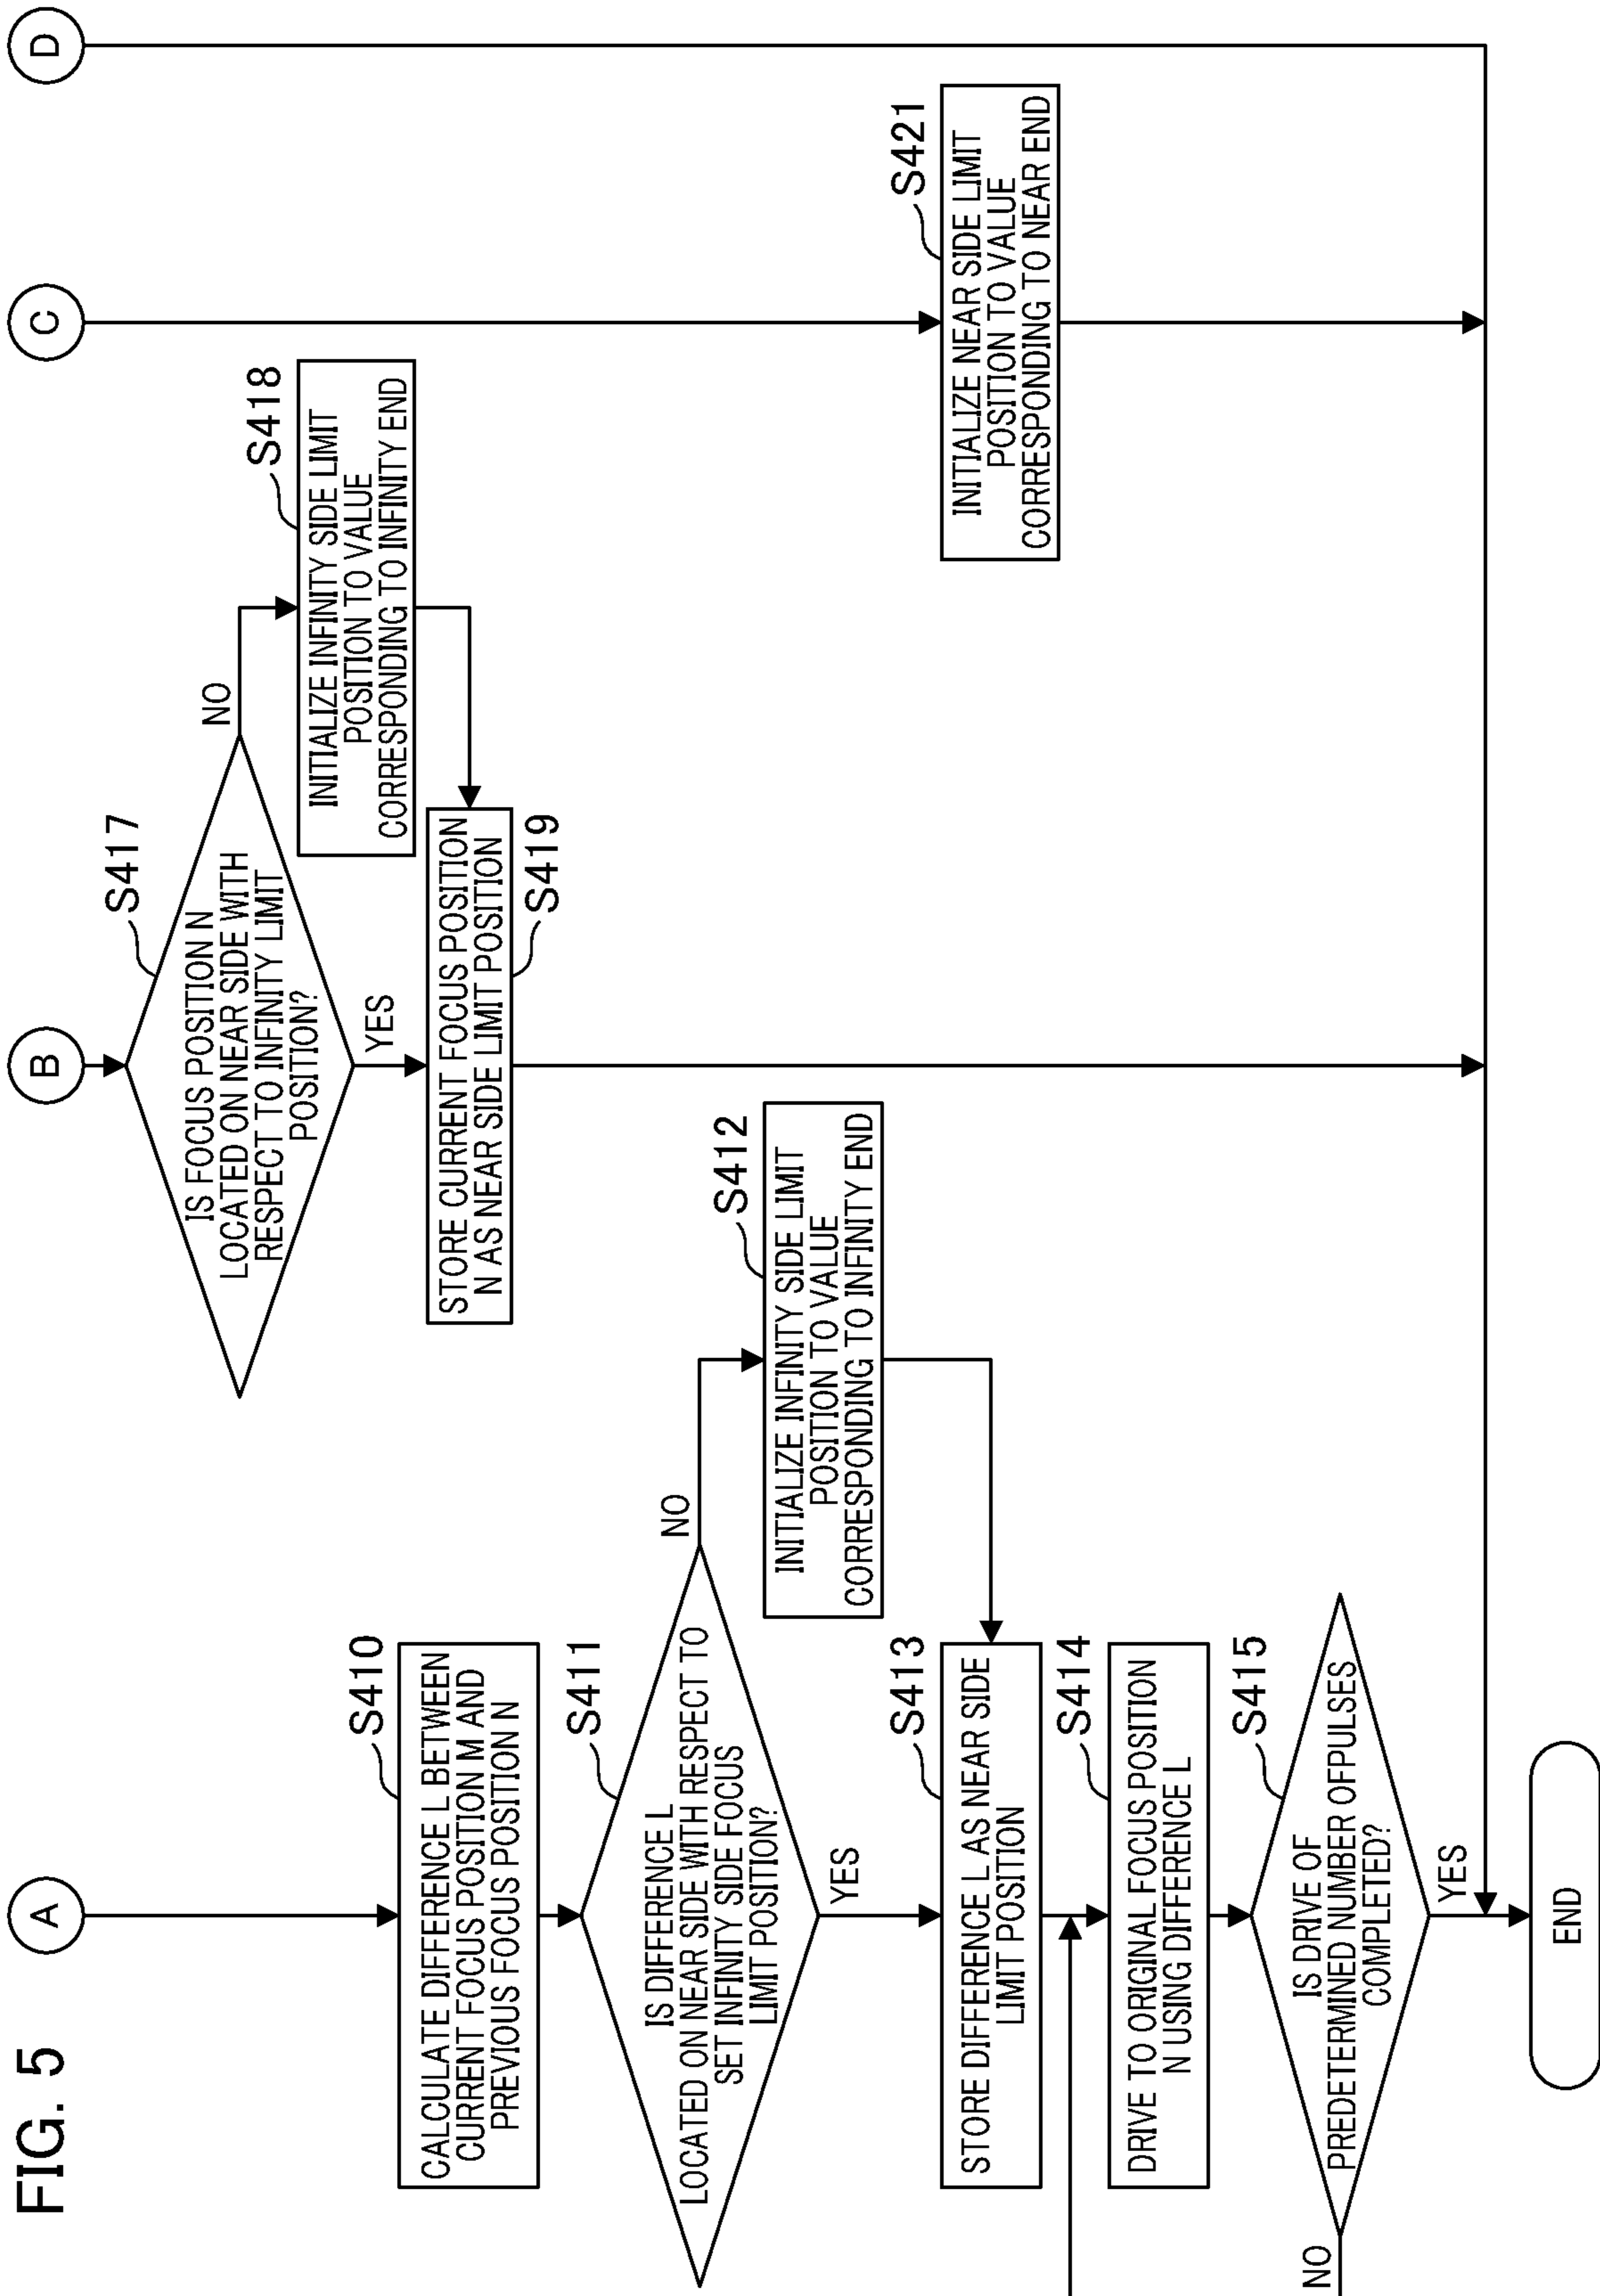 FIG. 5
A
S410
CALCULATE DIFFERENCE L BETWEEN
CURRENT FOCUS POSITION M AND
PREVIOUS FOCUS POSITION N
S411
IS DIFFERENCE L
LOCATED ON NEAR SIDE WITH RESPECT TO
SET INFINITY SIDE FOCUS
LIMIT POSITION?
NO
YES
S412
INITIALIZE INFINITY SIDE LIMIT
POSITION TO VALUE
CORRESPONDING TO INFINITY END
S413
STORE DIFFERENCE L AS NEAR SIDE
LIMIT POSITION
S414
DRIVE TO ORIGINAL FOCUS POSITION
N USING DIFFERENCE L
S415
IS DRIVE OF
PREDETERMINED NUMBER OFPULSES
COMPLETED?
NO
YES
END
B
S417
IS FOCUS POSITION N
LOCATED ON NEAR SIDE WITH
RESPECT TO INFINITY LIMIT
POSITION?
NO
YES
S418
INITIALIZE INFINITY SIDE LIMIT
POSITION TO VALUE
CORRESPONDING TO INFINITY END
STORE CURRENT FOCUS POSITION
N AS NEAR SIDE LIMIT POSITION
S419
C
S421
INITIALIZE NEAR SIDE LIMIT
POSITION TO VALUE
CORRESPONDING TO NEAR END
D